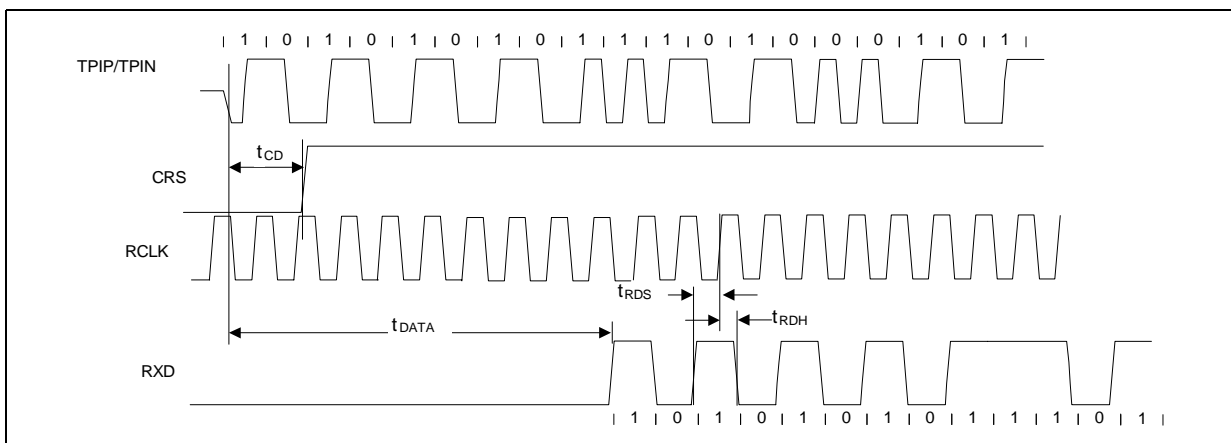 | 1 | 0 | 1 | 0 | 1 | 0 | 1 | 0 | 1 | 1 | 1 | 0 | 1 | 0 | 0 | 0 | 1 | 0 | 1 |
TPIP/TPIN
tCD
CRS
RCLK
tRDS
tRDH
tDATA
RXD
| 1 | 0 | 1 | 0 | 1 | 0 | 1 | 0 | 1 | 1 | 1 | 0 | 1 |